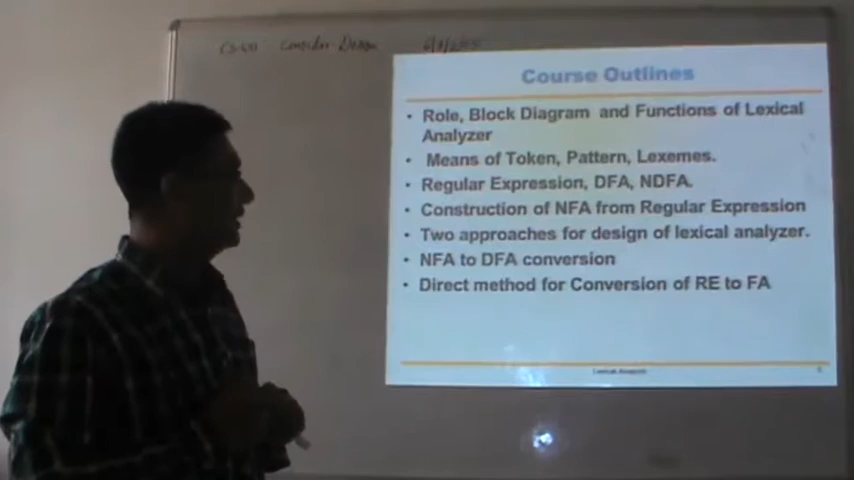 Course Outlines
• Role, Block Diagram and Functions of Lexical
Analyzer
• Means of Token, Pattern, Lexemes.
• Regular Expression, DFA, NDFA.
• Construction of NFA from Regular Expression
• Two approaches for design of lexical analyzer.
• NFA to DFA conversion
• Direct method for Conversion of RE to FA
Lexical Analysis